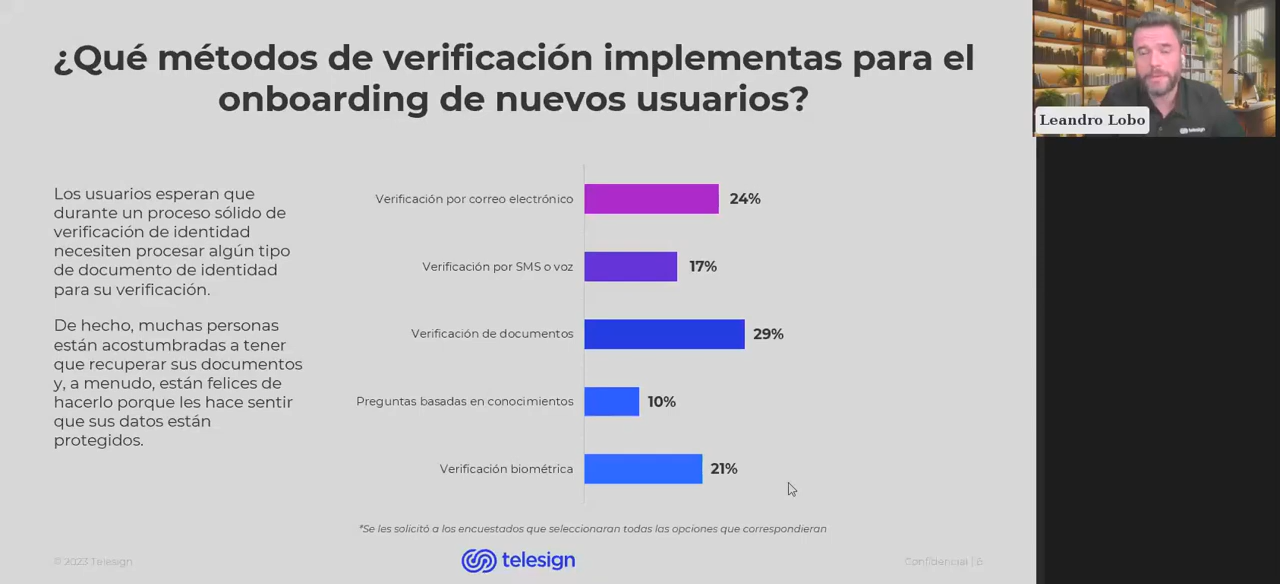 ¿Qué métodos de verificación implementas para el
onboarding de nuevos usuarios?
Leandro Lobo
telesign
Los usuarios esperan que
durante un proceso sólido de
verificación de identidad
necesiten procesar algún tipo
de documento de identidad
para su verificación.
De hecho, muchas personas
están acostumbradas a tener
que recuperar sus documentos
y, a menudo, están felices de
hacerlo porque les hace sentir
que sus datos están
protegidos.
Verificación por correo electrónico 24%
Verificación por SMS o voz 17%
Verificación de documentos 29%
Preguntas basadas en conocimientos 10%
Verificación biométrica 21%
*Se les solicitó a los encuestados que seleccionaran todas las opciones que correspondieran
© 2023 Telesign
telesign
Confidencial | 6